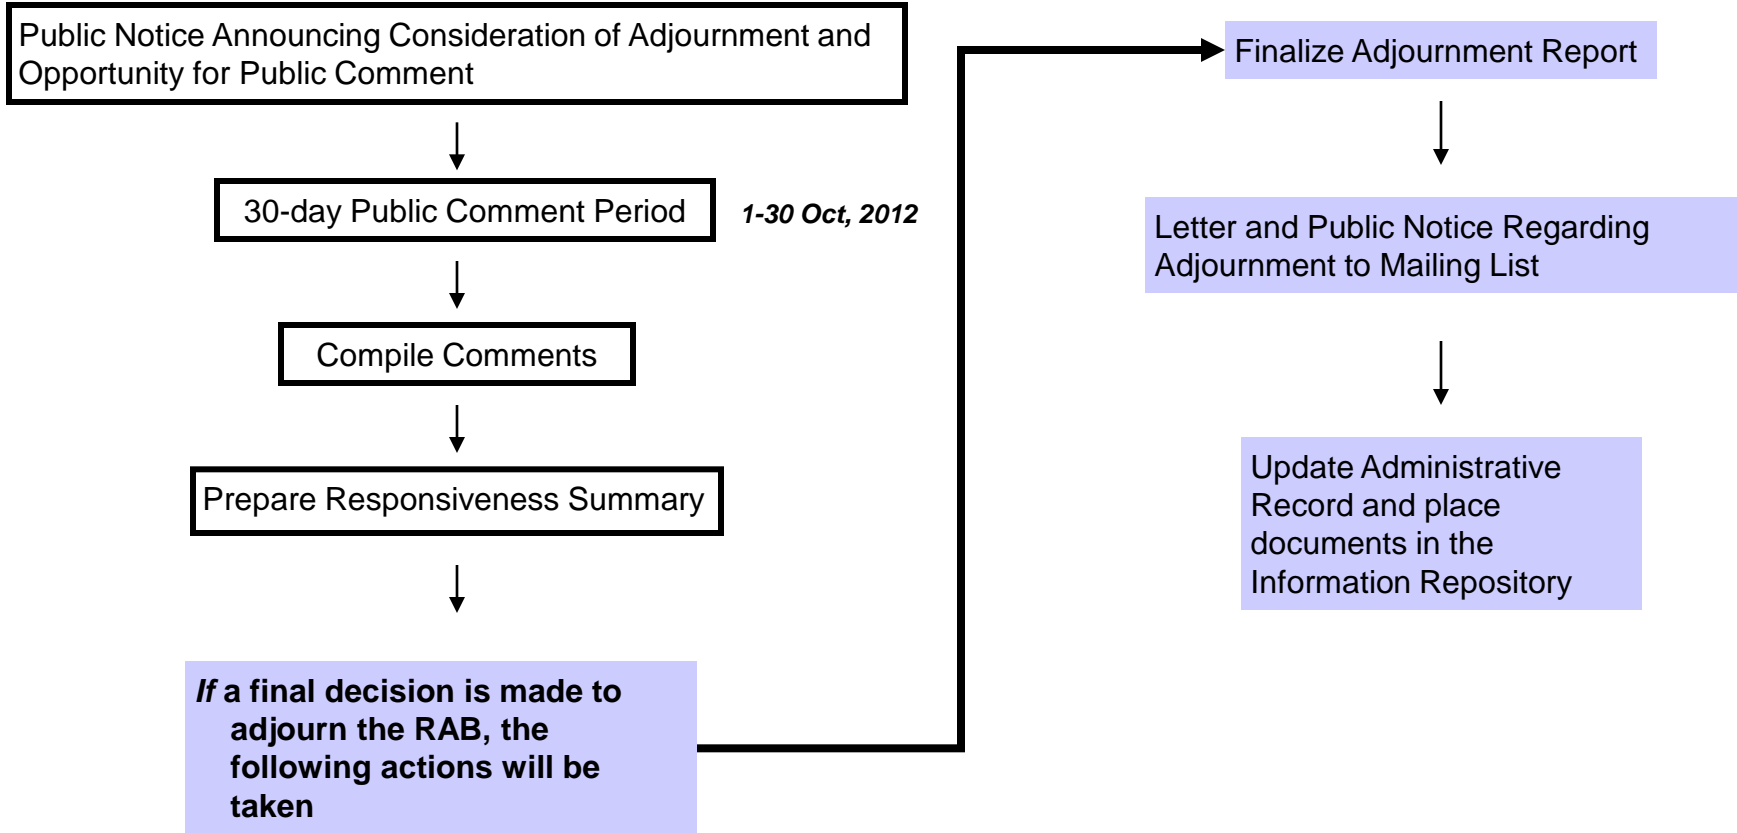 Public Notice Announcing Consideration of Adjournment and
Opportunity for Public Comment
30-day Public Comment Period
1-30 Oct, 2012
Compile Comments
Prepare Responsiveness Summary
If a final decision is made to
adjourn the RAB, the
following actions will be
taken
Finalize Adjournment Report
Letter and Public Notice Regarding
Adjournment to Mailing List
Update Administrative
Record and place
documents in the
Information Repository